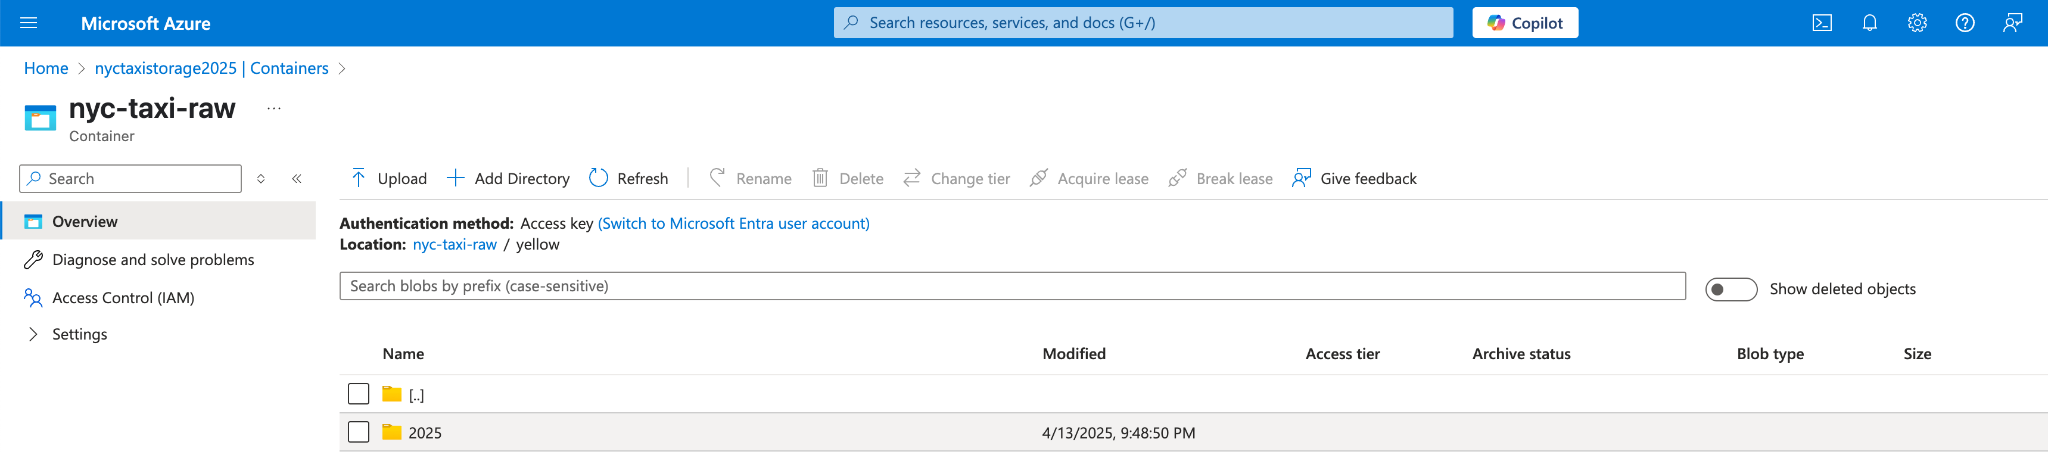 Microsoft Azure
Search resources, services, and docs (G+/)
Copilot
Home > nyctaxistorage2025 | Containers >
nyc-taxi-raw ...
Container
Search
Upload
Add Directory
Refresh
Rename
Delete
Change tier
Acquire lease
Break lease
Give feedback
Overview
Diagnose and solve problems
Access Control (IAM)
Settings
Authentication method: Access key (Switch to Microsoft Entra user account)
Location: nyc-taxi-raw / yellow
Search blobs by prefix (case-sensitive)
Show deleted objects
Name Modified Access tier Archive status Blob type Size
[..]
2025 4/13/2025, 9:48:50 PM